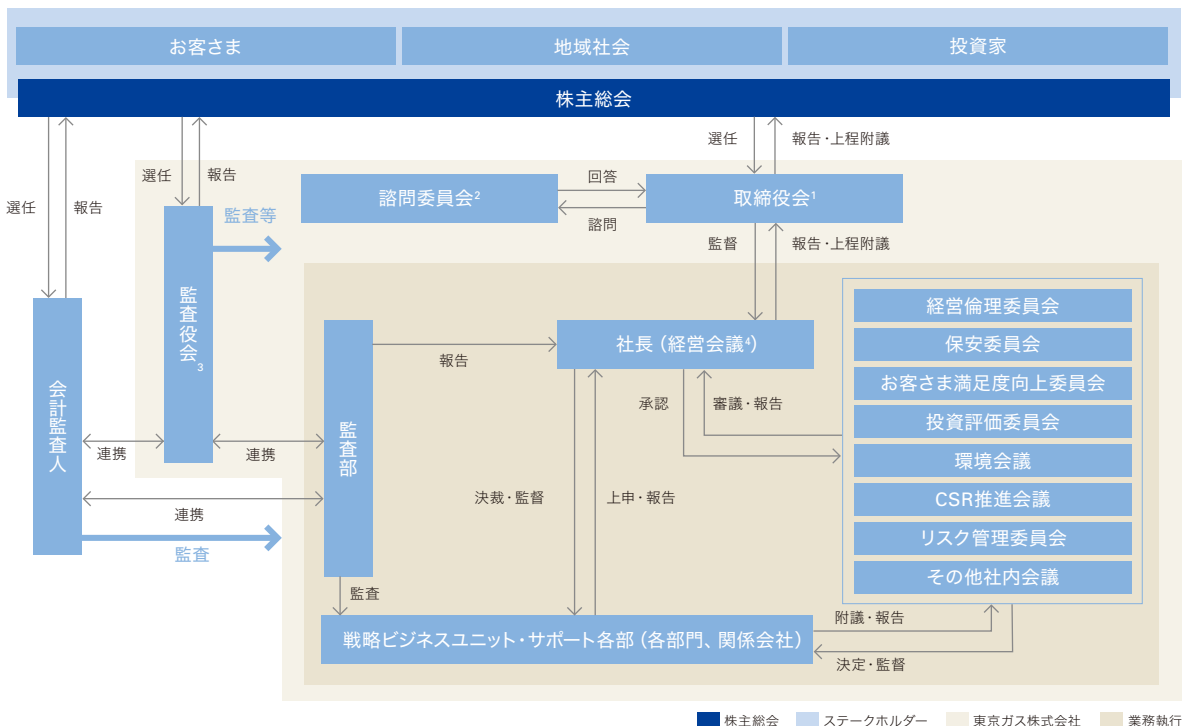 お客さま
地域社会
投資家
株主総会
選任
報告
選任
報告
選任
報告・上程附議
諮問委員会2
回答
諮問
取締役会1
監査等
監督
報告・上程附議
監査役会3
会計監査人
監査部
報告
社長（経営会議4）
経営倫理委員会
保安委員会
お客さま満足度向上委員会
投資評価委員会
環境会議
CSR推進会議
リスク管理委員会
その他社内会議
承認
審議・報告
連携
連携
連携
監査
決裁・監督
上申・報告
監査
戦略ビジネスユニット・サポート各部（各部門、関係会社）
附議・報告
決定・監督
株主総会 ステークホルダー 東京ガス株式会社 業務執行